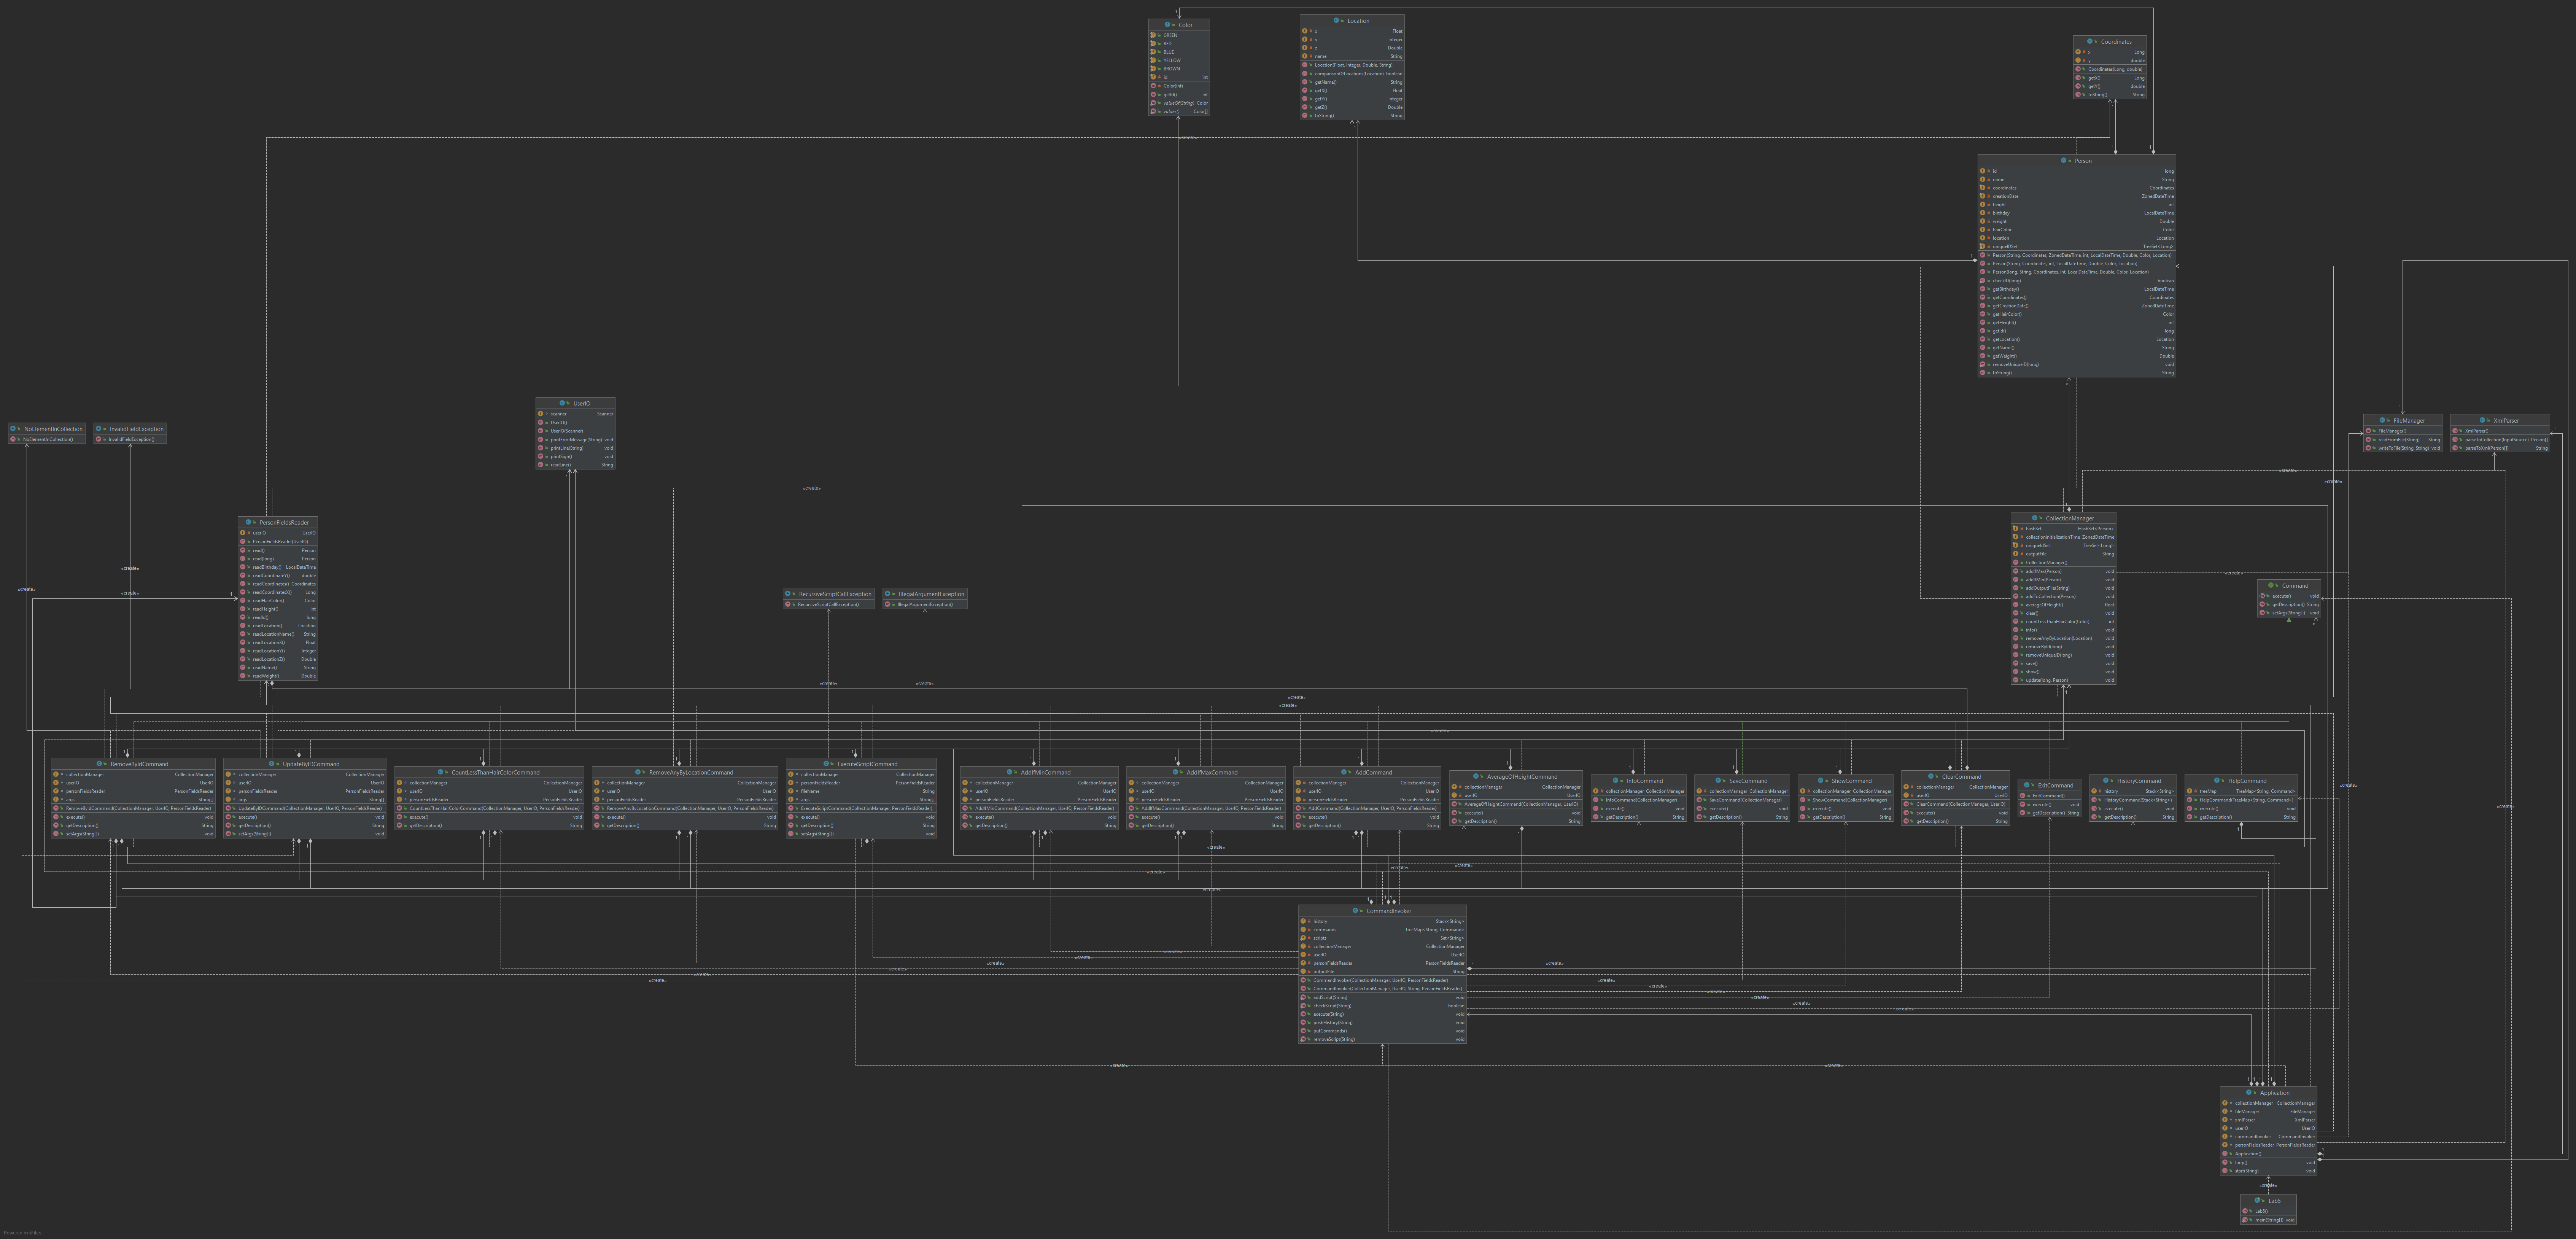 Color
GREEN
RED
BLUE
YELLOW
BROWN
id int
Color(int)
getId() int
valueOf(String) Color
values() Color[]
Location
x Float
y Integer
z Double
name String
Location(Float, Integer, Double, String)
comparisonOfLocations(Location) boolean
getName() String
getX() Float
getY() Integer
getZ() Double
toString() String
Coordinates
x Long
y double
Coordinates(Long, double)
getX() Long
getY() double
toString() String
Person
id long
name String
coordinates Coordinates
creationDate ZonedDateTime
height int
birthday LocalDateTime
weight Double
hairColor Color
location Location
uniqueIDSet TreeSet<Long>
Person(String, Coordinates, ZonedDateTime, int, LocalDateTime, Double, Color, Location)
Person(String, Coordinates, int, LocalDateTime, Double, Color, Location)
Person(long, String, Coordinates, int, LocalDateTime, Double, Color, Location)
checkID(long) boolean
getBirthday() LocalDateTime
getCoordinates() Coordinates
getCreationDate() ZonedDateTime
getHairColor() Color
getHeight() int
getId() long
getLocation() Location
getName() String
getWeight() Double
removeUniqueID(long) void
toString() String
NoElementInCollection
NoElementInCollection()
InvalidFieldException
InvalidFieldException()
UserIO
scanner Scanner
UserIO()
UserIO(Scanner)
printErrorMessage(String) void
printLine(String) void
printSign() void
readLine() String
FileManager
FileManager()
readFromFile(String) String
writeToFile(String, String) void
XmlParser
XmlParser()
parseToCollection(InputSource) Person[]
parseToXml(Person[]) String
PersonFieldsReader
userIO UserIO
PersonFieldsReader(UserIO)
read() Person
read(long) Person
readBirthday() LocalDateTime
readCoordinateY() double
readCoordinates() Coordinates
readCoordinatesX() Long
readHairColor() Color
readHeight() int
readId() long
readLocation() Location
readLocationName() String
readLocationX() Float
readLocationY() Integer
readLocationZ() Double
readName() String
readWeight() Double
RecursiveScriptCallException
RecursiveScriptCallException()
IllegalArgumentException
IllegalArgumentException()
CollectionManager
hashSet HashSet<Person>
collectionInitializationTime ZonedDateTime
uniqueIdSet TreeSet<Long>
outputFile String
CollectionManager()
addIfMax(Person) void
addIfMin(Person) void
addOutputFile(String) void
addToCollection(Person) void
averageOfHeight() float
clear() void
countLessThanHairColor(Color) int
info() void
removeAnyByLocation(Location) void
removeById(long) void
removeUniqueID(long) void
save() void
show() void
update(long, Person) void
Command
execute() void
getDescription() String
setArgs(String[]) void
RemoveByIdCommand
collectionManager CollectionManager
userIO UserIO
personFieldsReader PersonFieldsReader
args String[]
RemoveByIdCommand(CollectionManager, UserIO, PersonFieldsReader)
execute() void
getDescription() String
setArgs(String[]) void
UpdateByIDCommand
collectionManager CollectionManager
userIO UserIO
personFieldsReader PersonFieldsReader
args String[]
UpdateByIDCommand(CollectionManager, UserIO, PersonFieldsReader)
execute() void
getDescription() String
setArgs(String[]) void
CountLessThanHairColorCommand
collectionManager CollectionManager
userIO UserIO
personFieldsReader PersonFieldsReader
CountLessThanHairColorCommand(CollectionManager, UserIO, PersonFieldsReader)
execute() void
getDescription() String
RemoveAnyByLocationCommand
collectionManager CollectionManager
userIO UserIO
personFieldsReader PersonFieldsReader
RemoveAnyByLocationCommand(CollectionManager, UserIO, PersonFieldsReader)
execute() void
getDescription() String
ExecuteScriptCommand
collectionManager CollectionManager
personFieldsReader PersonFieldsReader
fileName String
args String[]
ExecuteScriptCommand(CollectionManager, PersonFieldsReader)
execute() void
getDescription() String
setArgs(String[]) void
AddIfMinCommand
collectionManager CollectionManager
userIO UserIO
personFieldsReader PersonFieldsReader
AddIfMinCommand(CollectionManager, UserIO, PersonFieldsReader)
execute() void
getDescription() String
AddIfMaxCommand
collectionManager CollectionManager
userIO UserIO
personFieldsReader PersonFieldsReader
AddIfMaxCommand(CollectionManager, UserIO, PersonFieldsReader)
execute() void
getDescription() String
AddCommand
collectionManager CollectionManager
userIO UserIO
personFieldsReader PersonFieldsReader
AddCommand(CollectionManager, UserIO, PersonFieldsReader)
execute() void
getDescription() String
AverageOfHeightCommand
collectionManager CollectionManager
userIO UserIO
AverageOfHeightCommand(CollectionManager, UserIO)
execute() void
getDescription() String
InfoCommand
collectionManager CollectionManager
InfoCommand(CollectionManager)
execute() void
getDescription() String
SaveCommand
collectionManager CollectionManager
SaveCommand(CollectionManager)
execute() void
getDescription() String
ShowCommand
collectionManager CollectionManager
ShowCommand(CollectionManager)
execute() void
getDescription() String
ClearCommand
collectionManager CollectionManager
userIO UserIO
ClearCommand(CollectionManager, UserIO)
execute() void
getDescription() String
ExitCommand
ExitCommand()
execute() void
getDescription() String
HistoryCommand
history Stack<String>
HistoryCommand(Stack<String>)
execute() void
getDescription() String
HelpCommand
treeMap TreeMap<String, Command>
HelpCommand(TreeMap<String, Command>)
execute() void
getDescription() String
CommandInvoker
history Stack<String>
commands TreeMap<String, Command>
scripts Set<String>
collectionManager CollectionManager
userIO UserIO
personFieldsReader PersonFieldsReader
outputFile String
CommandInvoker(CollectionManager, UserIO, PersonFieldsReader)
CommandInvoker(CollectionManager, UserIO, String, PersonFieldsReader)
addScript(String) void
checkScript(String) boolean
execute(String) void
pushHistory(String) void
putCommands() void
removeScript(String) void
Application
collectionManager CollectionManager
fileManager FileManager
xmlParser XmlParser
userIO UserIO
commandInvoker CommandInvoker
personFieldsReader PersonFieldsReader
Application()
loop() void
start(String) void
«create»
Lab5
Lab5()
main(String[]) void
Powered by yFiles